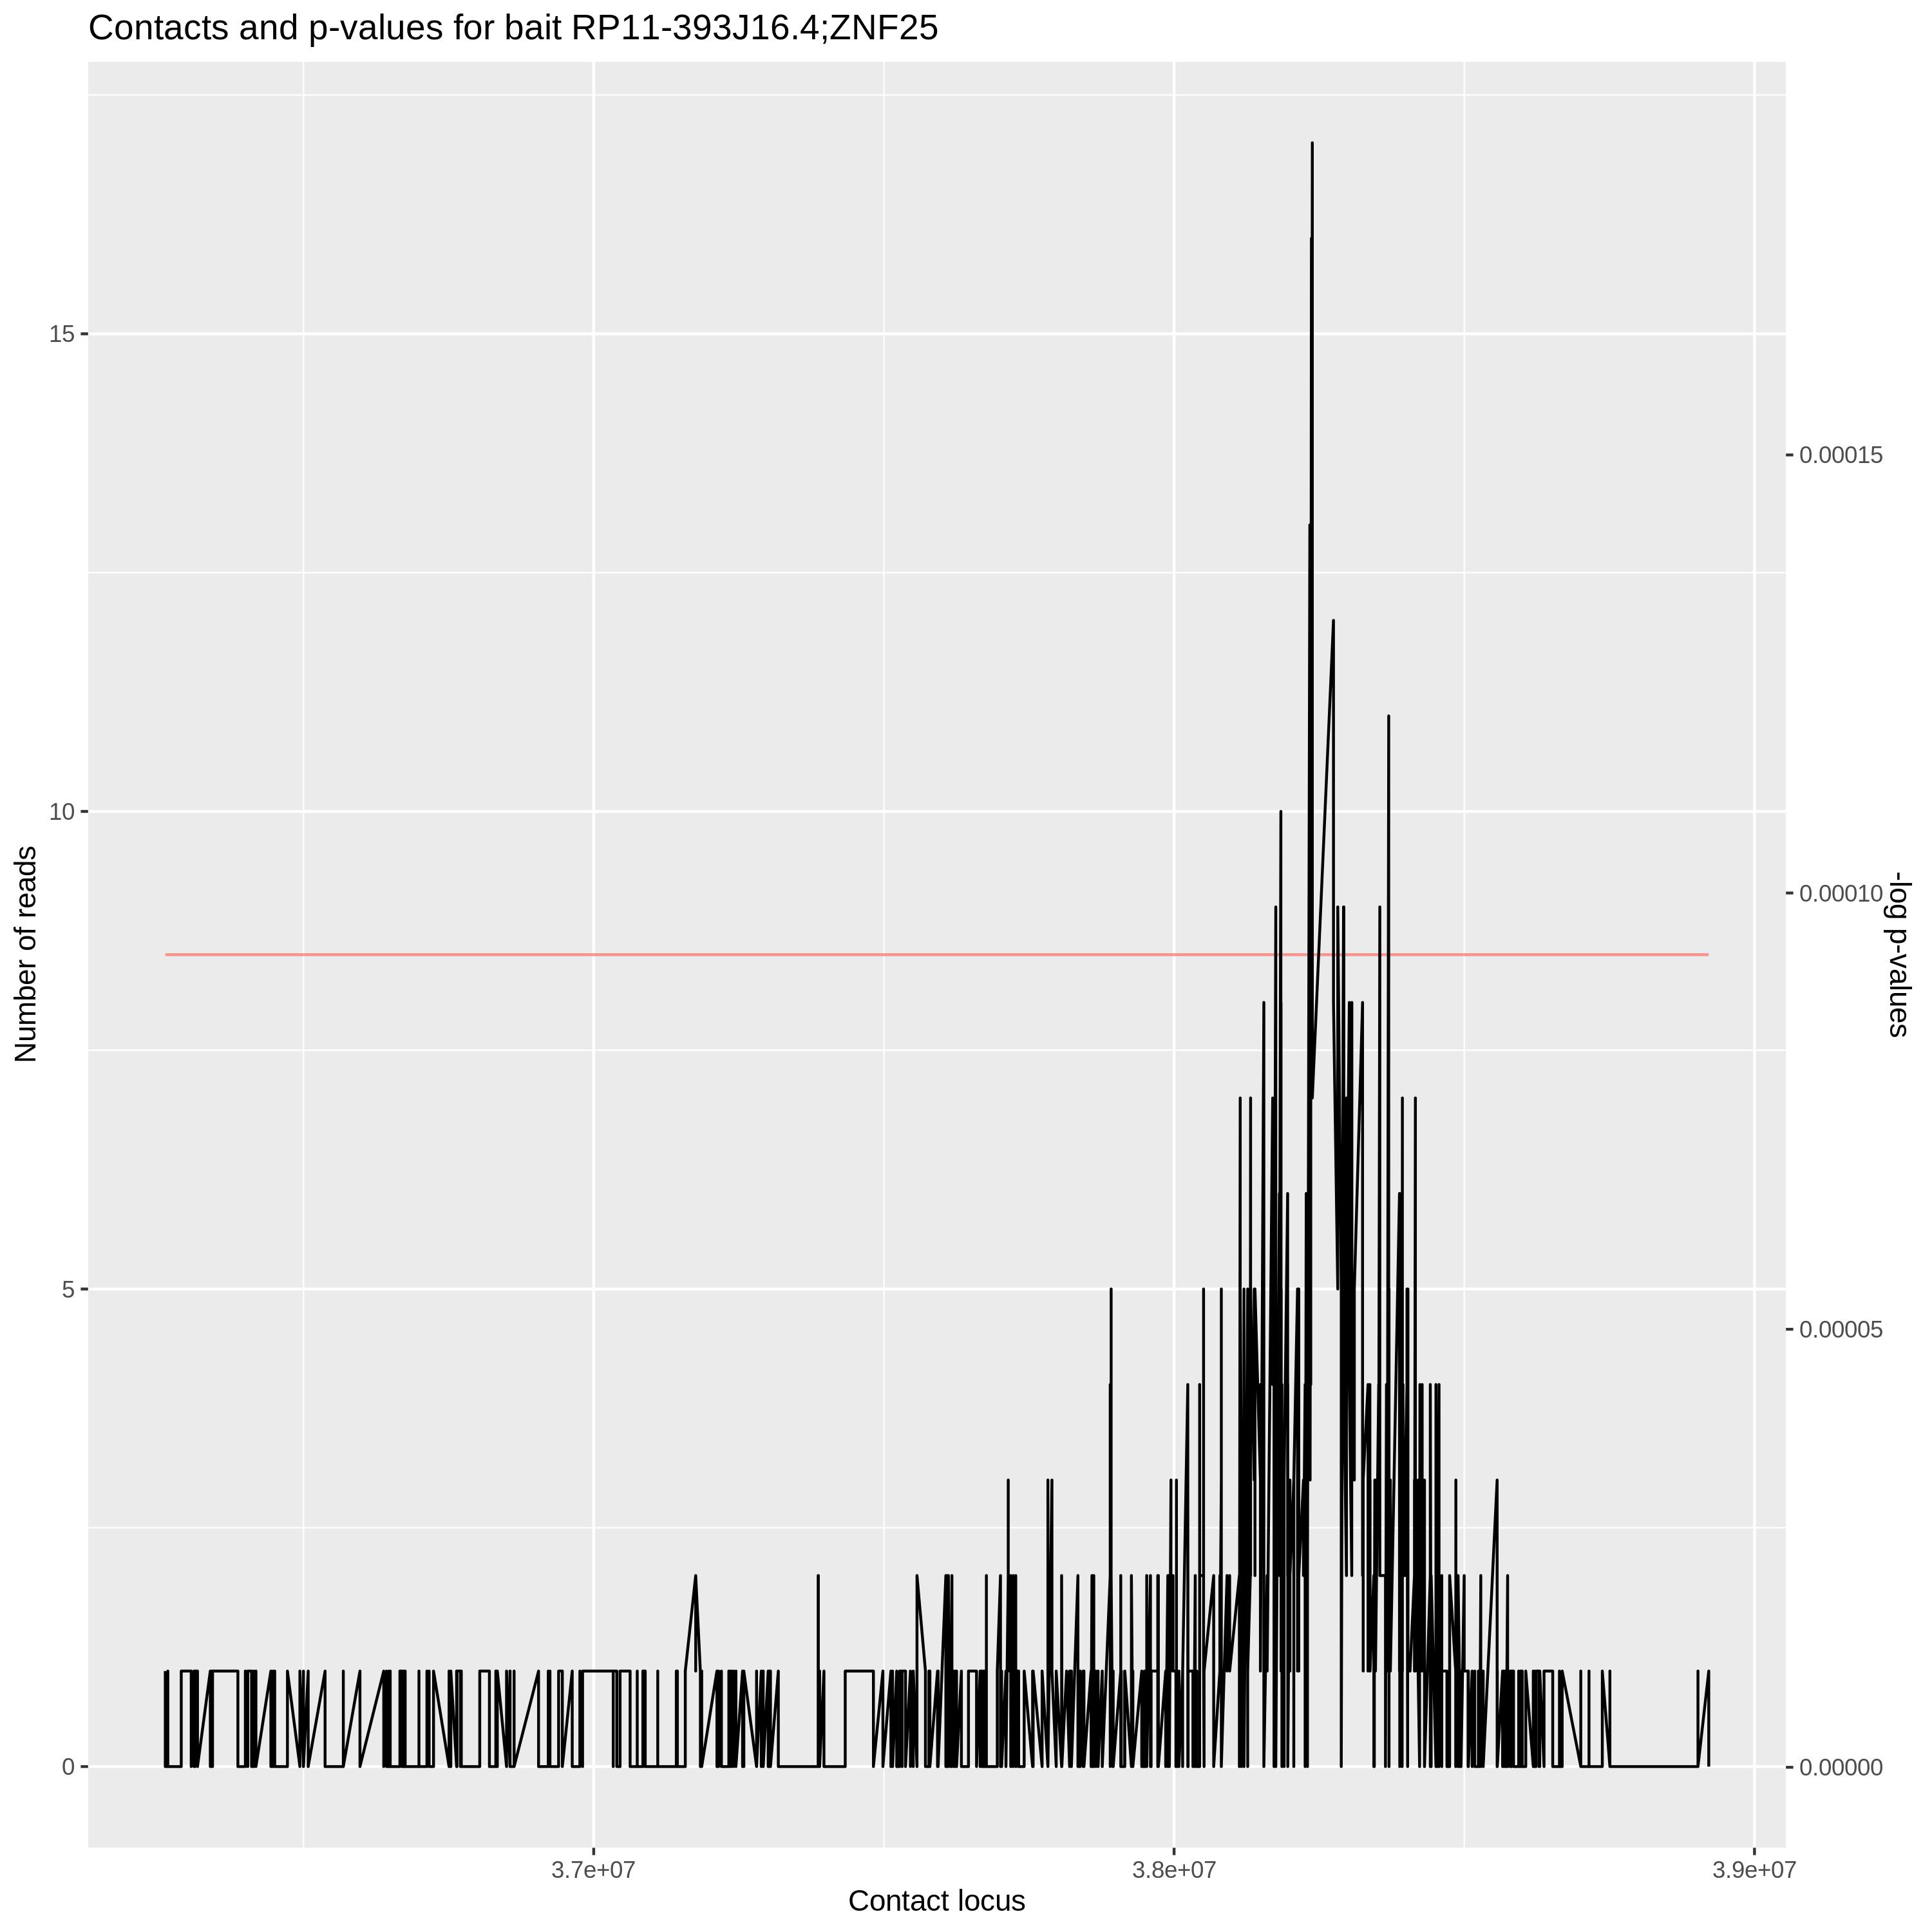 Contacts and p-values for bait RP11-393J16.4;ZNF25
15
10
5
0
Number of reads
0.00015
0.00010
0.00005
0.00000
-log p-values
3.7e+07
3.8e+07
3.9e+07
Contact locus